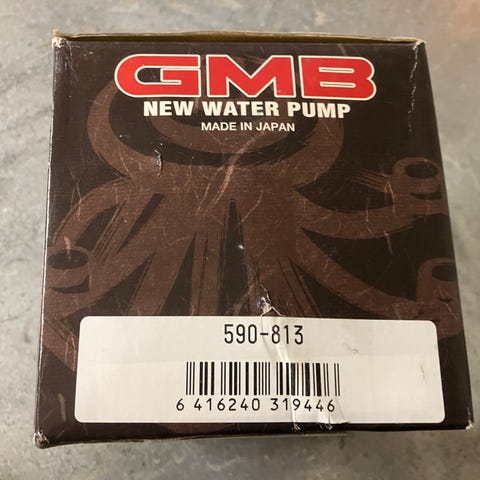 GMB
NEW WATER PUMP
MADE IN JAPAN
590-813
6 416240 319446